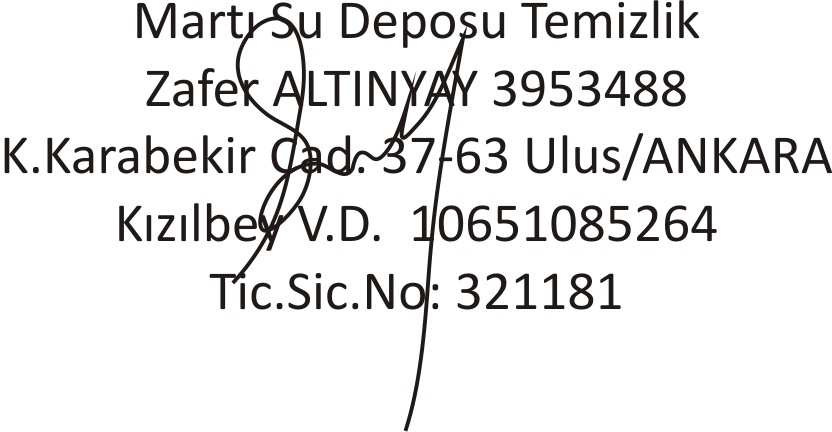 Martı Su Deposu Temizlik
Zafer ALTINYAY 3953488
K.Karabekir Cad. 37-63 Ulus/ANKARA
Kızılbey V.D. 10651085264
Tic.Sic.No: 321181